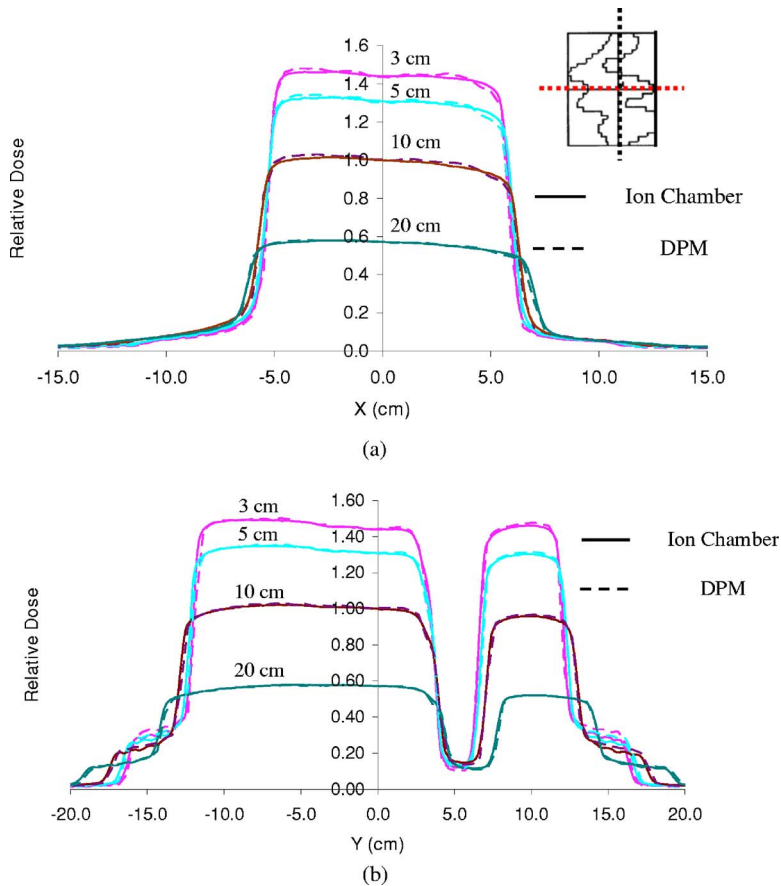 1.6
3 cm
1.4
5 cm
1.2
10 cm
1.0
Ion Chamber
0.8
20 cm
0.6
DPM
0.4
0.2
0.0
Relative Dose
-15.0 -10.0 -5.0 0.0 5.0 10.0 15.0
X (cm)
(a)
1.60
3 cm
1.40
Ion Chamber
5 cm
1.20
DPM
10 cm
1.00
0.80
20 cm
0.60
0.40
0.20
0.00
Relative Dose
-20.0 -15.0 -10.0 -5.0 0.0 5.0 10.0 15.0 20.0
Y (cm)
(b)